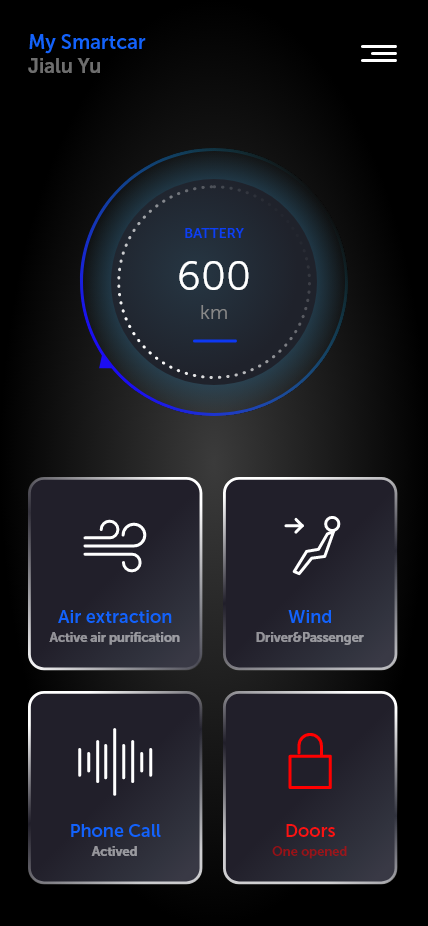 My Smartcar
Jialu Yu
BATTERY
600
km
Air extraction
Active air purification
Wind
Driver&Passenger
Phone Call
Actived
Doors
One opened